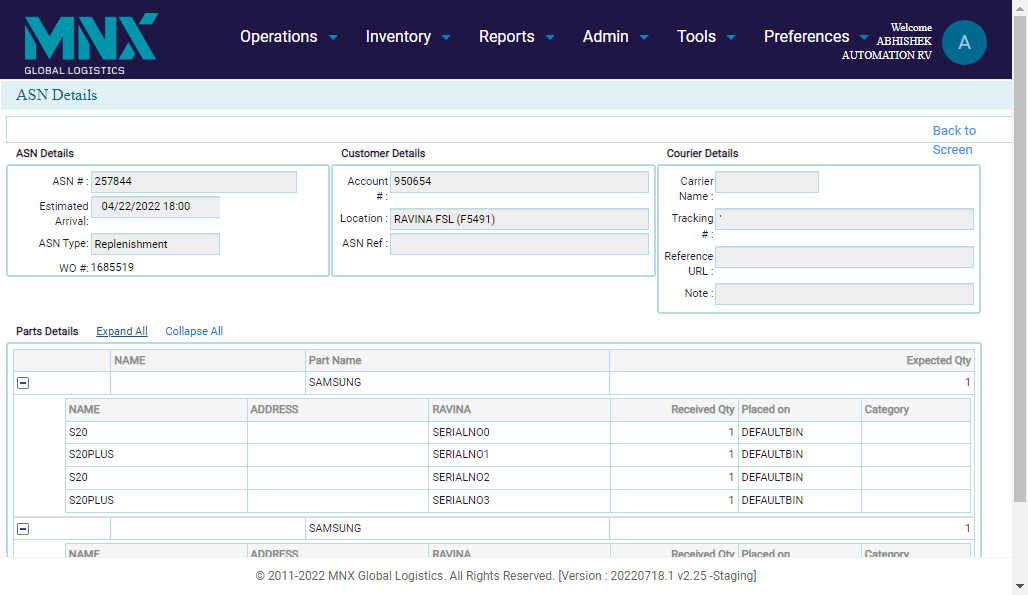 MNX
GLOBAL LOGISTICS
Operations Inventory Reports Admin Tools Preferences
Welcome
ABHISHEK
AUTOMATION RV
A
ASN Details
Back to
Screen
ASN Details
ASN # : 257844
Estimated
Arrival: 04/22/2022 18:00
ASN Type: Replenishment
WO #: 1685519
Customer Details
Account
# : 950654
Location : RAVINA FSL (F5491)
ASN Ref :
Courier Details
Carrier
Name :
Tracking
# : '
Reference
URL :
Note :
Parts Details Expand All Collapse All
NAME Part Name Expected Qty
SAMSUNG 1
NAME ADDRESS RAVINA Received Qty Placed on Category
S20 SERIALNO0 1 DEFAULTBIN
S20PLUS SERIALNO1 1 DEFAULTBIN
S20 SERIALNO2 1 DEFAULTBIN
S20PLUS SERIALNO3 1 DEFAULTBIN
SAMSUNG 1
NAME ADDRESS RAVINA Received Qty Placed on Category
© 2011-2022 MNX Global Logistics. All Rights Reserved. [Version : 20220718.1 v2.25 -Staging]